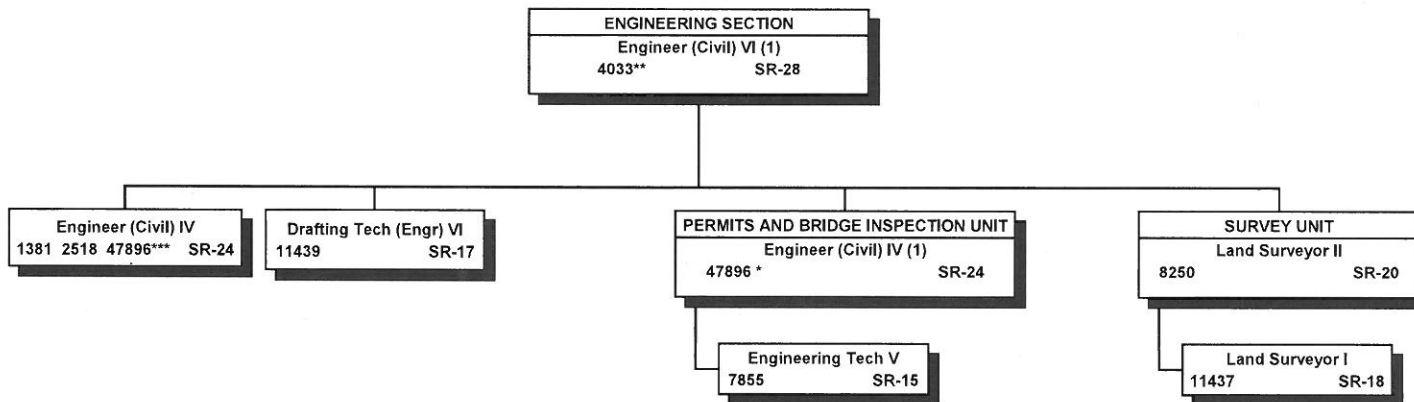 ENGINEERING SECTION
Engineer (Civil) VI (1)
4033** SR-28
Engineer (Civil) IV
1381 2518 47896*** SR-24
Drafting Tech (Engr) VI
11439 SR-17
PERMITS AND BRIDGE INSPECTION UNIT
Engineer (Civil) IV (1)
47896 * SR-24
Engineering Tech V
7855 SR-15
SURVEY UNIT
Land Surveyor II
8250 SR-20
Land Surveyor I
11437 SR-18